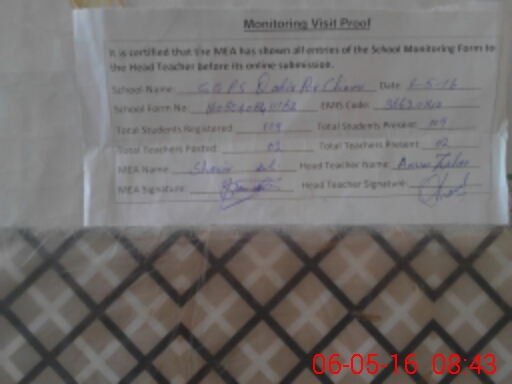 Monitoring Visit Proof
It is certified that the MEA has shown all entries of the School Monitoring Form to
the Head Teacher before its online submission.
School Name: GGPS Date: 6-5-16
School Form No: EMIS Code:
Total Students Registered 119 Total Students Present: 109
Total Teachers Posted 02 Total Teachers Present: 02
MEA Name Head Teacher Name:
MEA Signature: Head Teacher Signature:
06-05-16 08:43